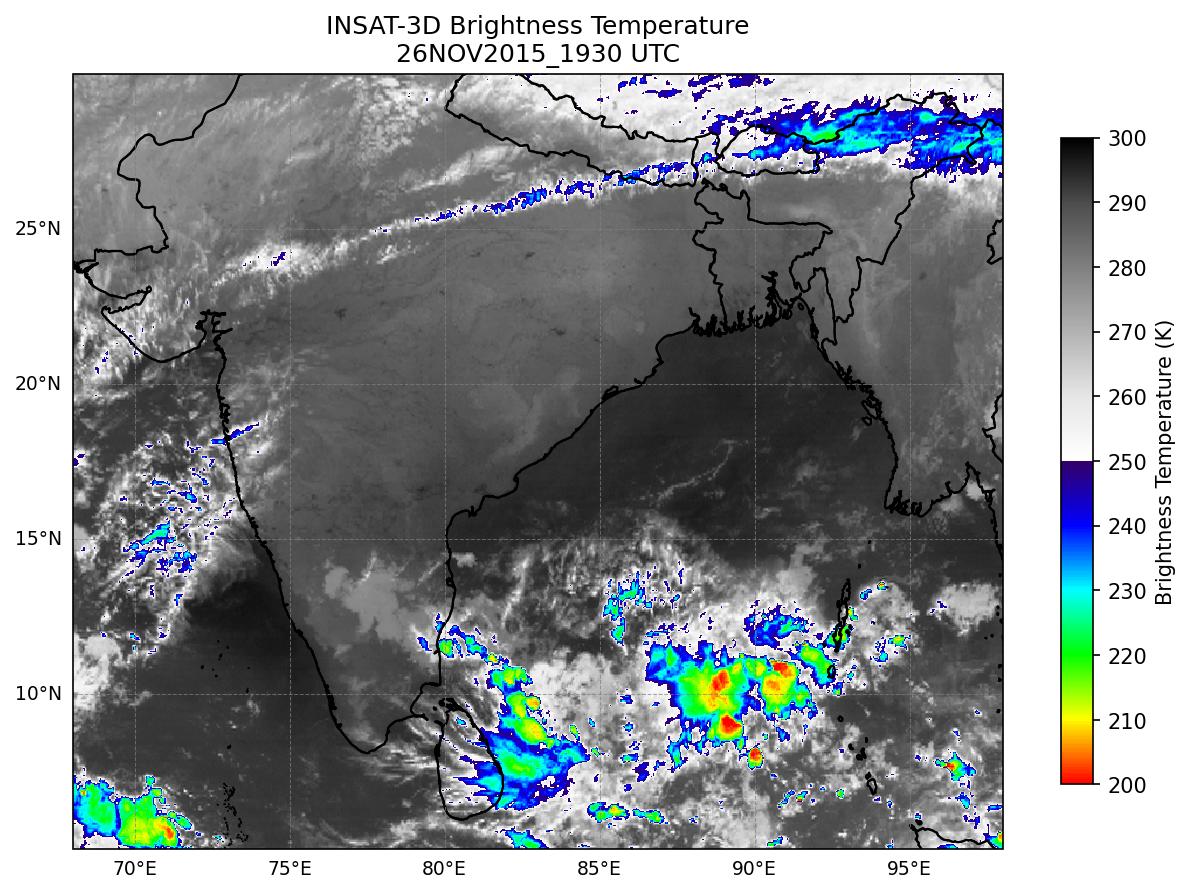 INSAT-3D Brightness Temperature
26NOV2015_1930 UTC
25°N
20°N
15°N
10°N
70°E
75°E
80°E
85°E
90°E
95°E
300
290
280
270
260
250
240
230
220
210
200
Brightness Temperature (K)